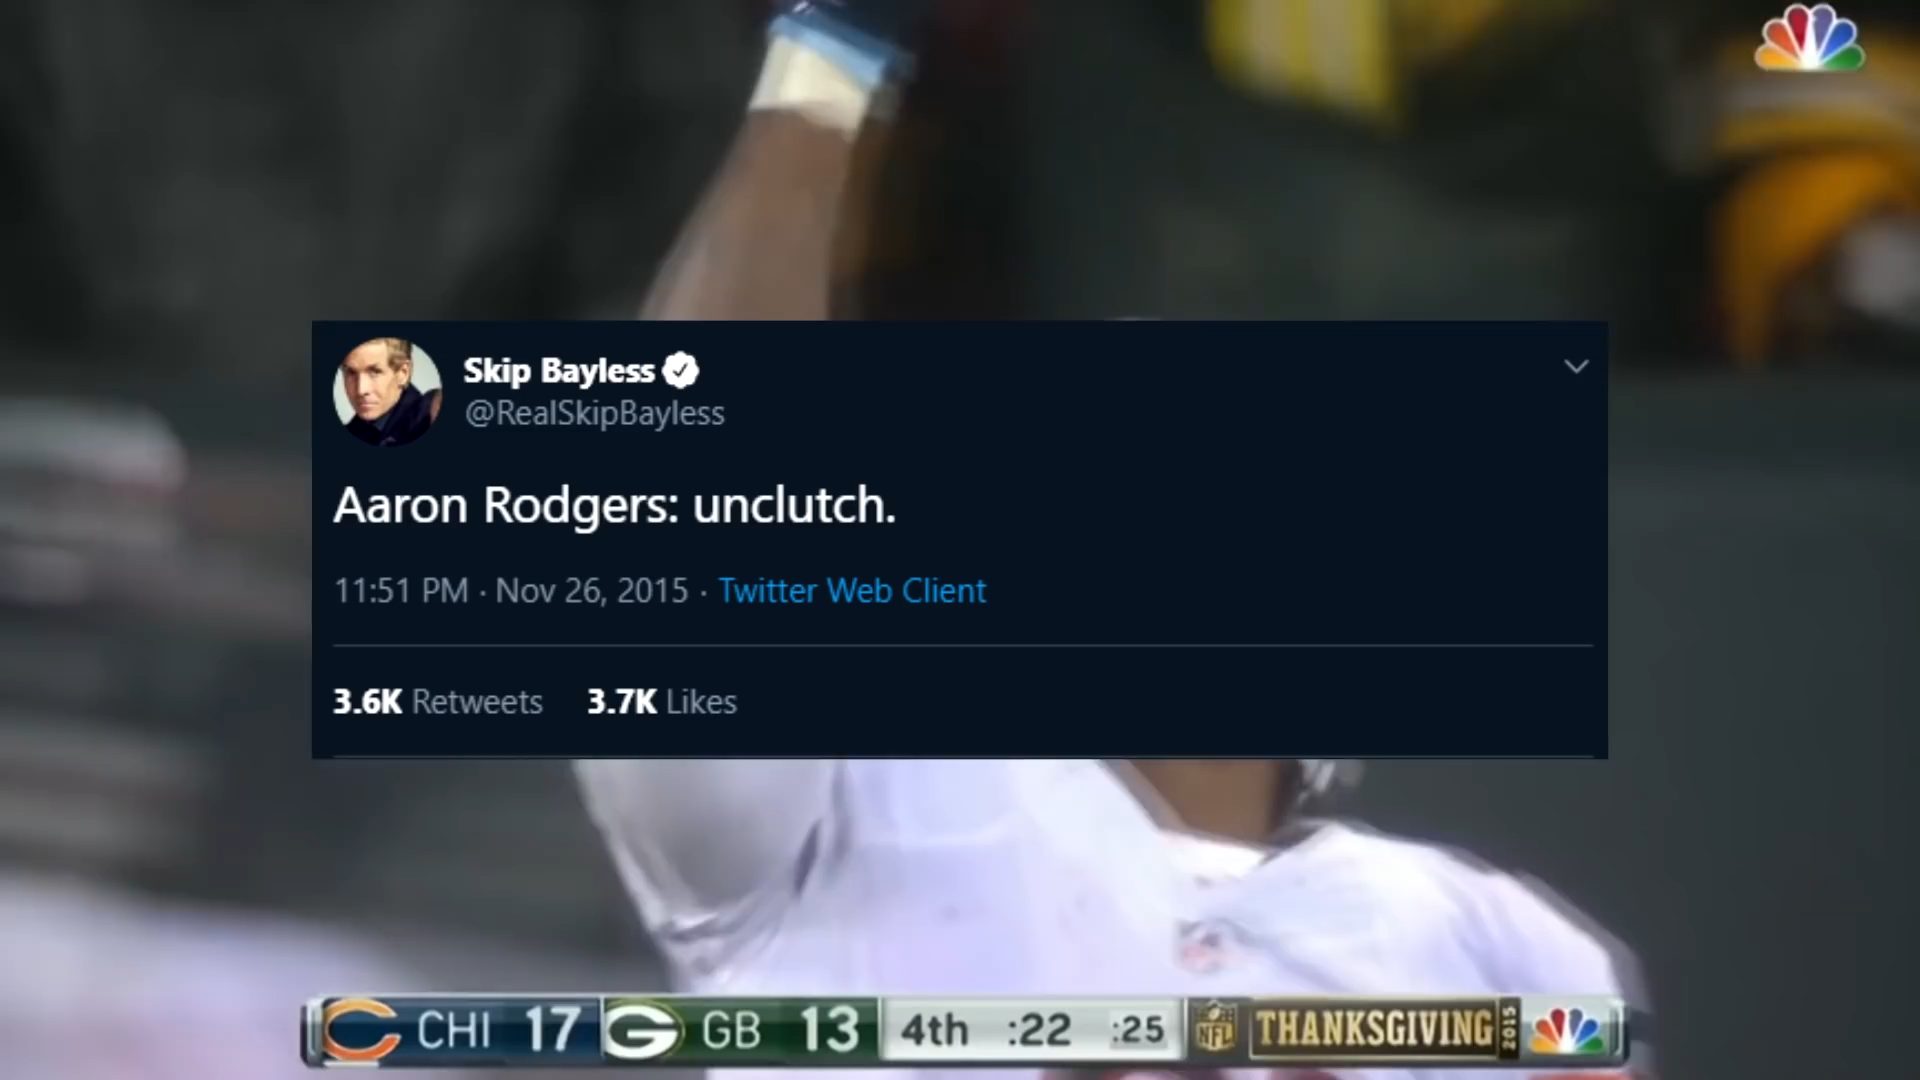 Skip Bayless
@RealSkipBayless
Aaron Rodgers: unclutch.
11:51 PM · Nov 26, 2015 · Twitter Web Client
3.6K Retweets 3.7K Likes
CHI 17 GB 13 4th :22 :25 NFL THANKSGIVING 2015